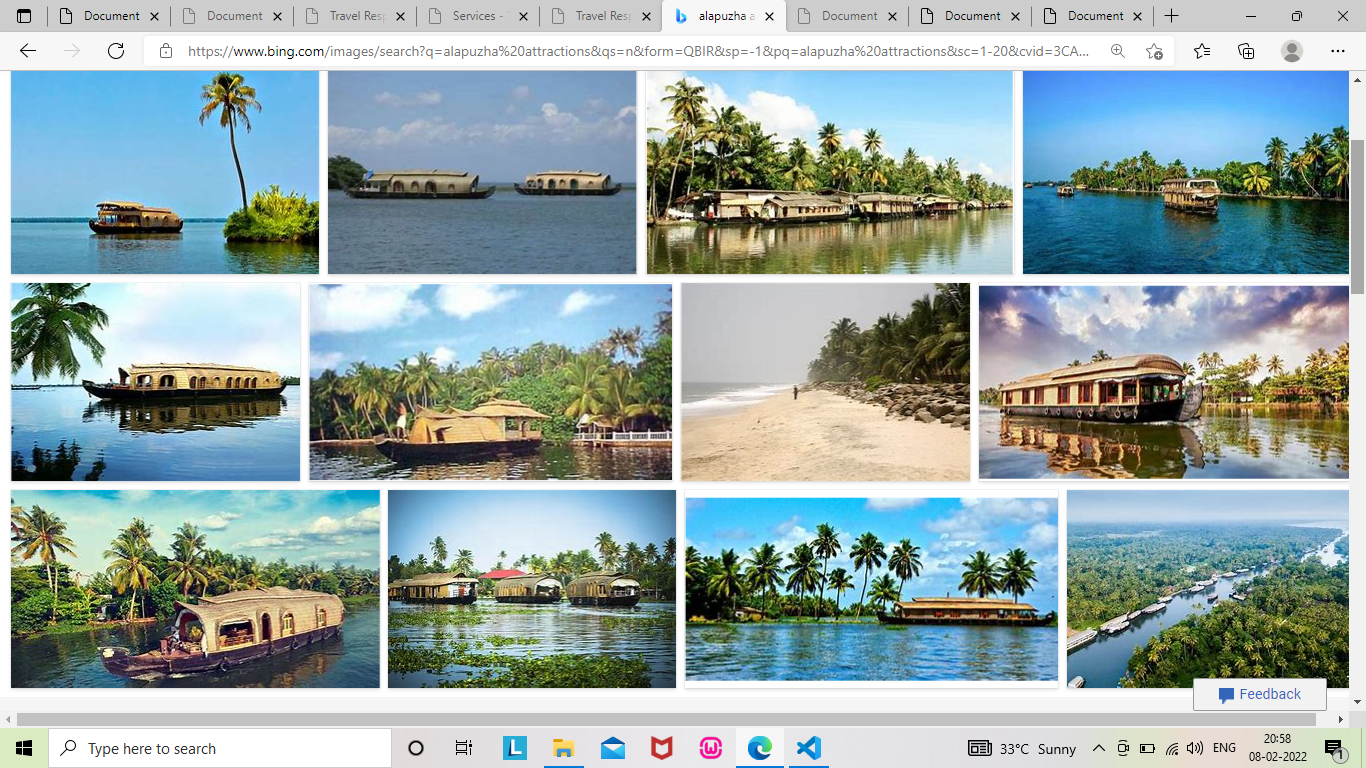 Document
Document
Travel Resp
Services - T
Travel Resp
alapuzha a
Document
Document
Document
https://www.bing.com/images/search?q=alapuzha%20attractions&qs=n&form=QBIR&sp=-1&pq=alapuzha%20attractions&sc=1-20&cvid=3CA...
Feedback
Type here to search
L
33°C Sunny
ENG
20:58
08-02-2022
1